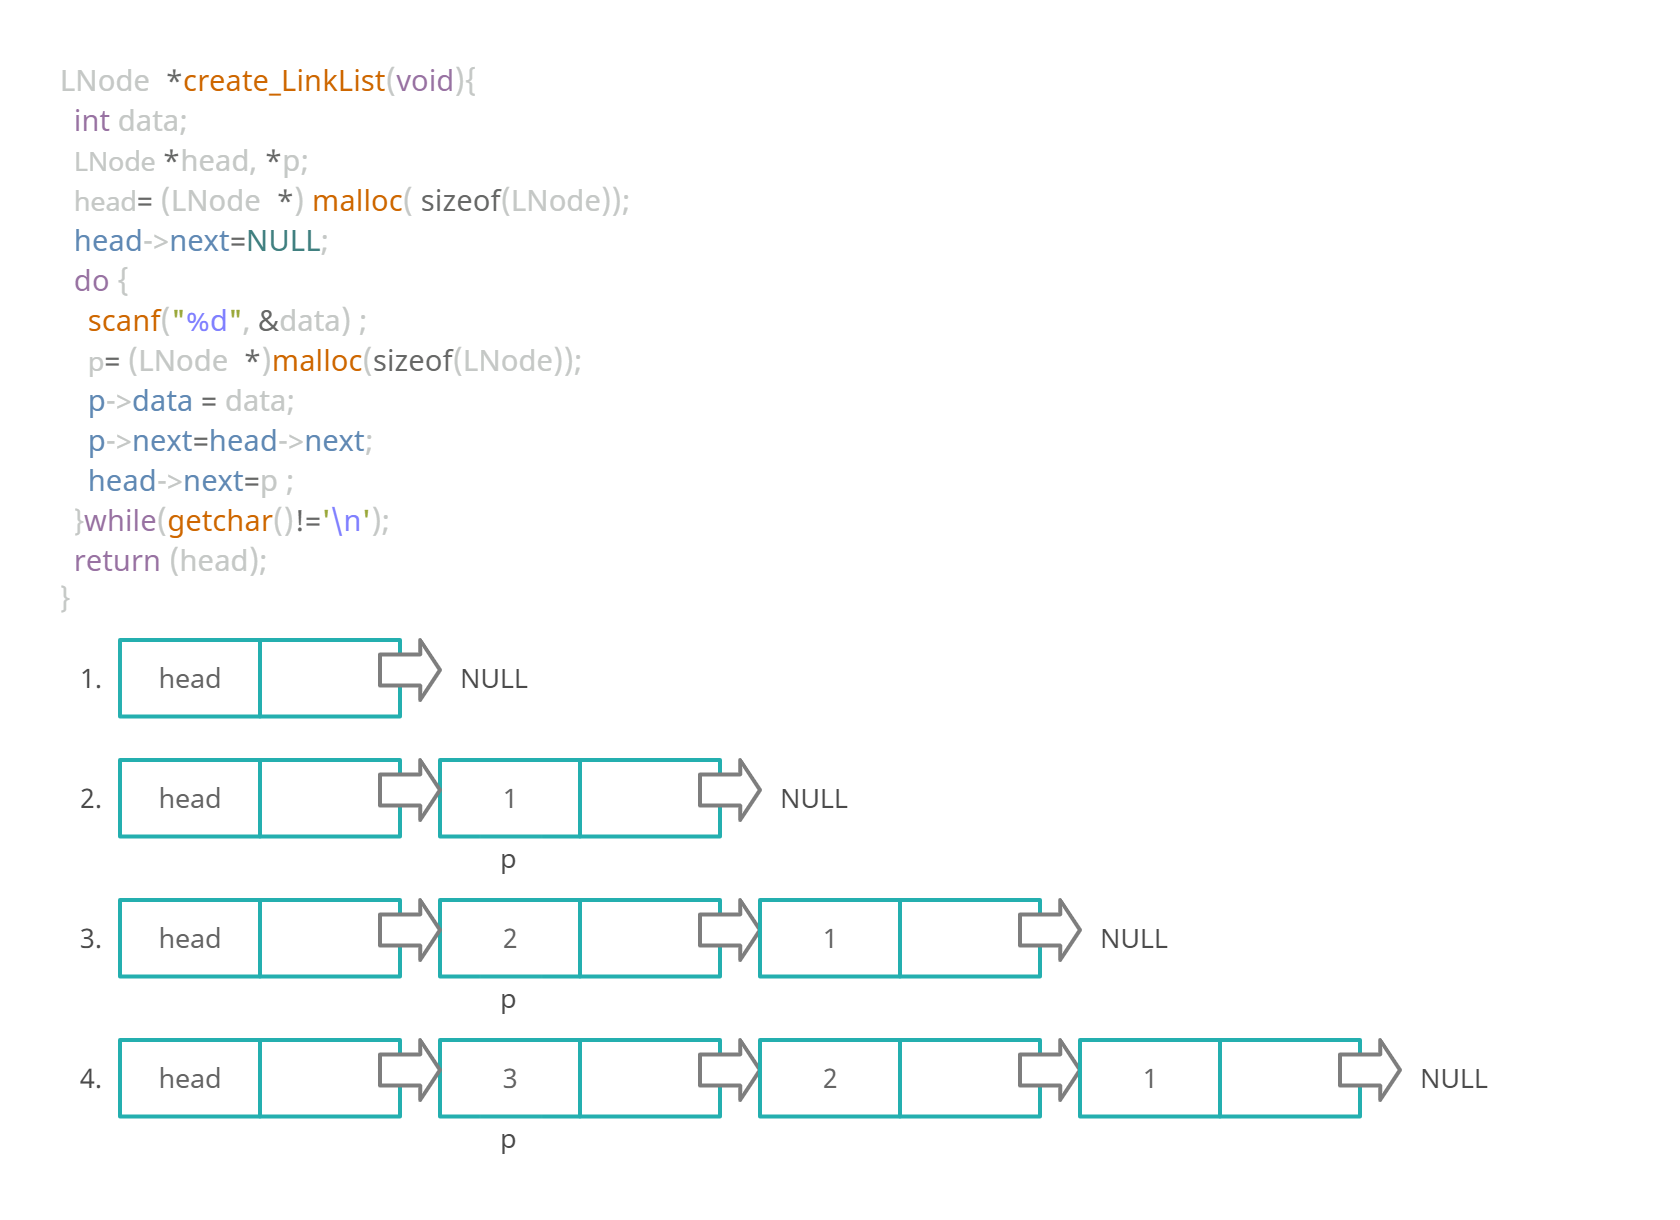 LNode  *create_LinkList(void){
int data;
LNode *head, *p;
head= (LNode  *) malloc( sizeof(LNode));
head->next=NULL;
do {
scanf("%d", &data) ;
p= (LNode  *)malloc(sizeof(LNode));
p->data = data;
p->next=head->next;
head->next=p ;
}while(getchar()!='\n');
return (head);
}
1. head NULL
2. head 1 NULL
p
3. head 2 1 NULL
p
4. head 3 2 1 NULL
p